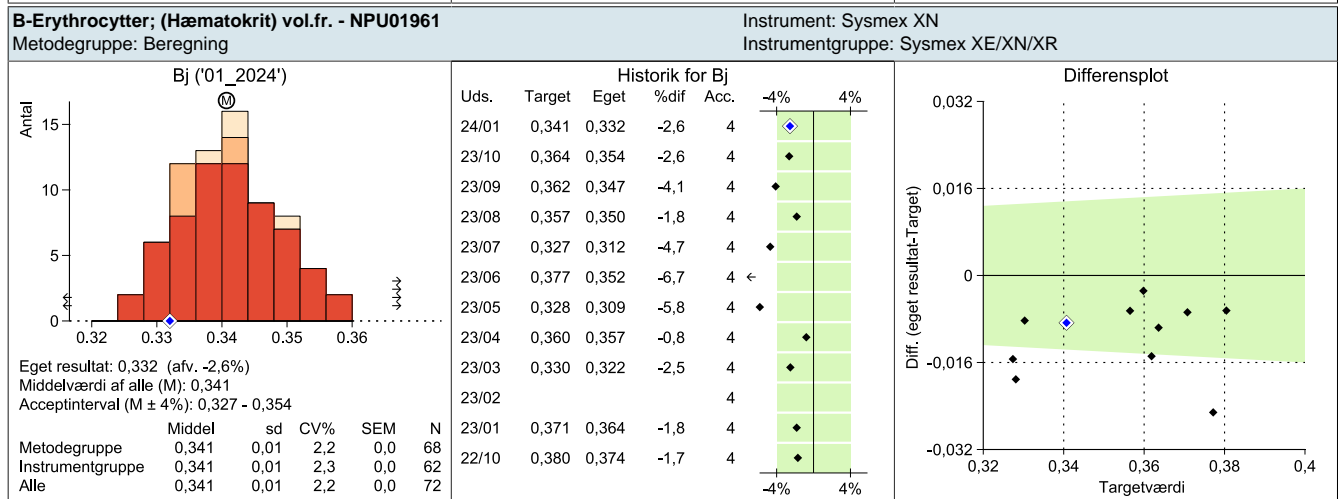 B-Erythrocytter; (Hæmatokrit) vol.fr. - NPU01961
Metodegruppe: Beregning
Instrument: Sysmex XN
Instrumentgruppe: Sysmex XE/XN/XR
Bj ('01_2024')
M
Antal
15
10
5
0
0.32 0.33 0.34 0.35 0.36
Eget resultat: 0,332 (afv. -2,6%)
Middelværdi af alle (M): 0,341
Acceptinterval (M ± 4%): 0,327 - 0,354
Middel sd CV% SEM N
Metodegruppe 0,341 0,01 2,2 0,0 68
Instrumentgruppe 0,341 0,01 2,3 0,0 62
Alle 0,341 0,01 2,2 0,0 72
Historik for Bj
Uds. Target Eget %dif Acc. -4% 4%
24/01 0,341 0,332 -2,6 4
23/10 0,364 0,354 -2,6 4
23/09 0,362 0,347 -4,1 4
23/08 0,357 0,350 -1,8 4
23/07 0,327 0,312 -4,7 4
23/06 0,377 0,352 -6,7 4
23/05 0,328 0,309 -5,8 4
23/04 0,360 0,357 -0,8 4
23/03 0,330 0,322 -2,5 4
23/02 4
23/01 0,371 0,364 -1,8 4
22/10 0,380 0,374 -1,7 4
-4% 4%
Differensplot
Diff. (eget resultat-Target)
0,032
0,016
0
-0,016
-0,032
0,32 0,34 0,36 0,38 0,4
Targetværdi